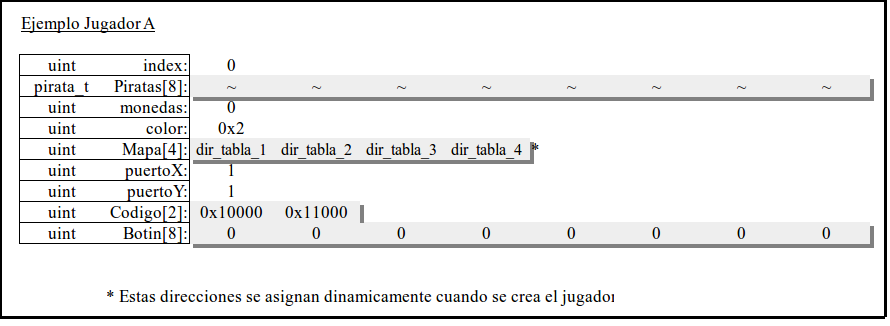 Ejemplo Jugador A
uint index: 0
pirata_t Piratas[8]: ~ ~ ~ ~ ~ ~ ~ ~
uint monedas: 0
uint color: 0x2
uint Mapa[4]: dir_tabla_1 dir_tabla_2 dir_tabla_3 dir_tabla_4 *
uint puertoX: 1
uint puertoY: 1
uint Codigo[2]: 0x10000 0x11000
uint Botin[8]: 0 0 0 0 0 0 0 0
* Estas direcciones se asignan dinamicamente cuando se crea el jugador